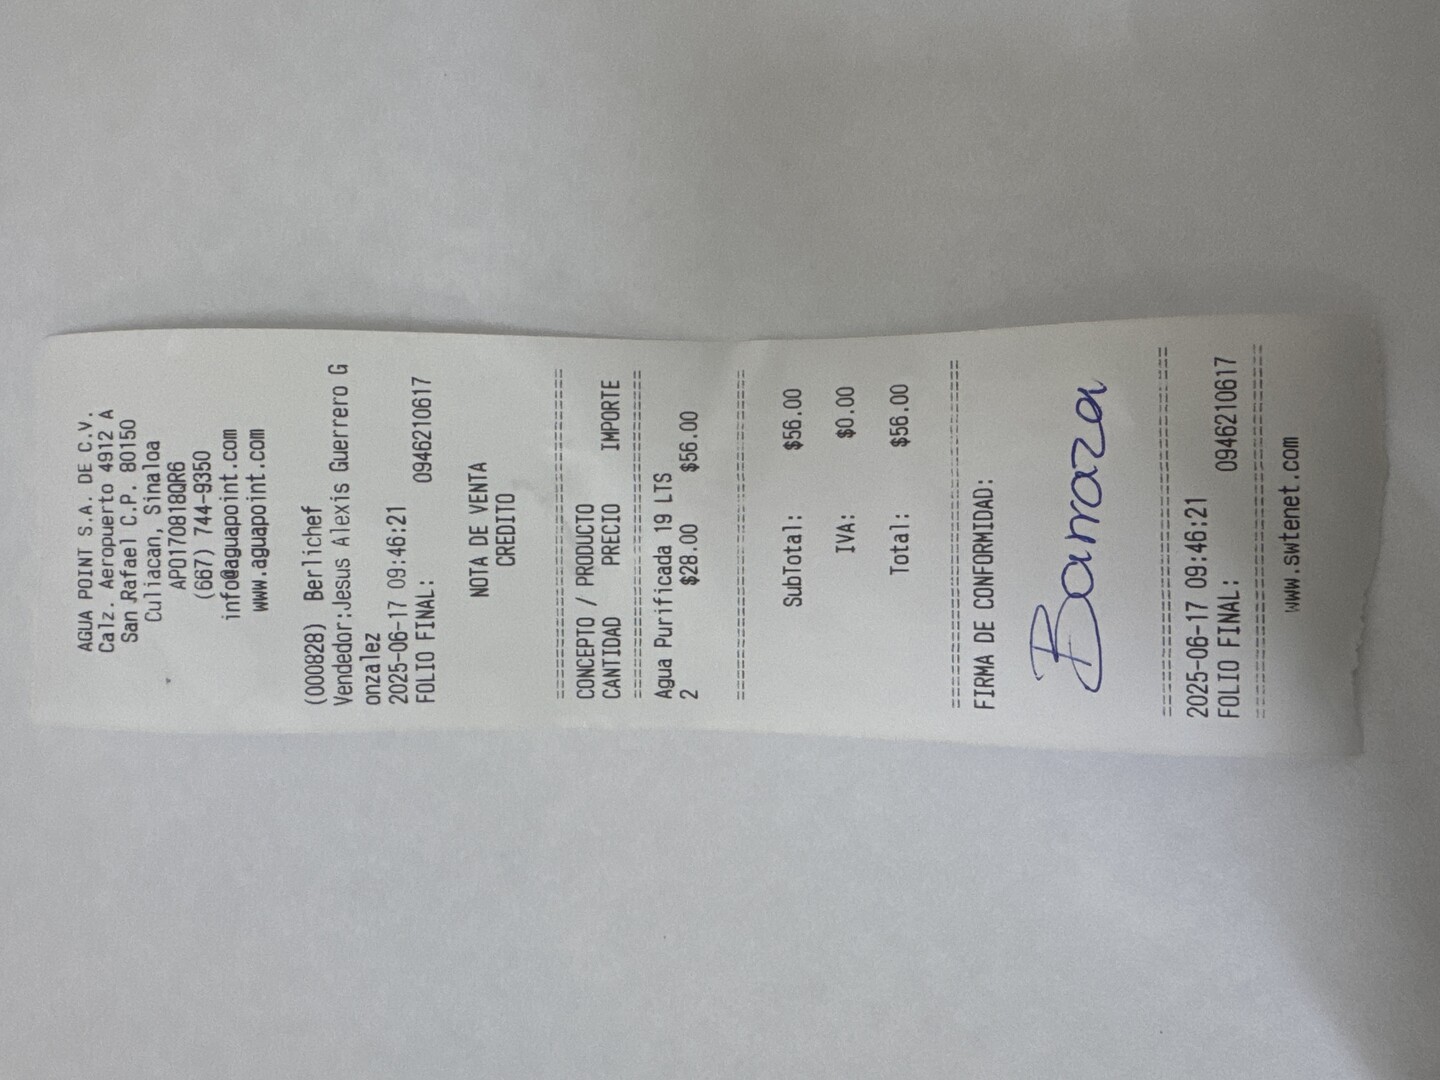 AGUA POINT S.A. DE C.V.
Calz. Aeropuerto 4912 A
San Rafael C.P. 80150
Culiacan, Sinaloa
APO170818QR6
(667) 744-9350
info@aguapoint.com
www.aguapoint.com
(000828) Berlichef
Vendedor:Jesus Alexis Guerrero G
onzalez
2025-06-17 09:46:21
FOLIO FINAL: 0946210617
NOTA DE VENTA
CREDITO
================================
CONCEPTO / PRODUCTO
CANTIDAD PRECIO IMPORTE
================================
Agua Purificada 19 LTS
2 $28.00 $56.00
================================
SubTotal: $56.00
IVA: $0.00
Total: $56.00
================================
FIRMA DE CONFORMIDAD:
Barraza
================================
2025-06-17 09:46:21
FOLIO FINAL: 0946210617
================================
www.swtenet.com